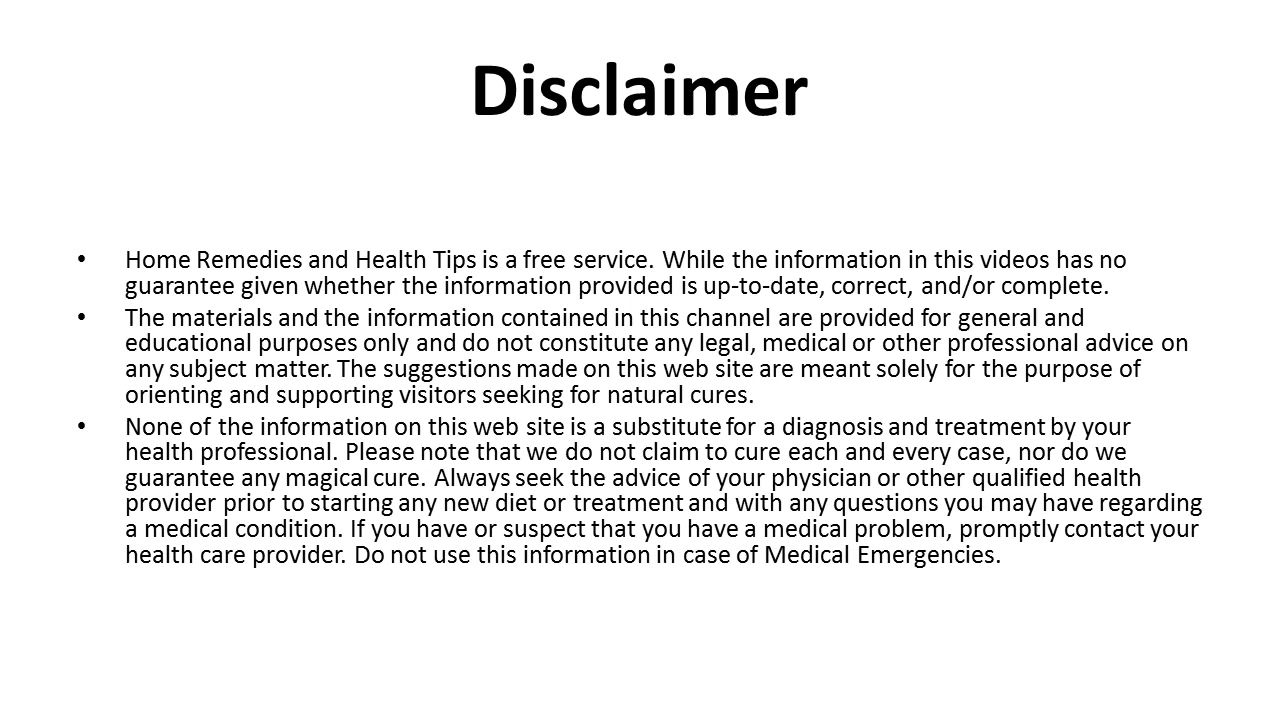 Disclaimer
• Home Remedies and Health Tips is a free service. While the information in this videos has no
guarantee given whether the information provided is up-to-date, correct, and/or complete.
• The materials and the information contained in this channel are provided for general and
educational purposes only and do not constitute any legal, medical or other professional advice on
any subject matter. The suggestions made on this web site are meant solely for the purpose of
orienting and supporting visitors seeking for natural cures.
• None of the information on this web site is a substitute for a diagnosis and treatment by your
health professional. Please note that we do not claim to cure each and every case, nor do we
guarantee any magical cure. Always seek the advice of your physician or other qualified health
provider prior to starting any new diet or treatment and with any questions you may have regarding
a medical condition. If you have or suspect that you have a medical problem, promptly contact your
health care provider. Do not use this information in case of Medical Emergencies.